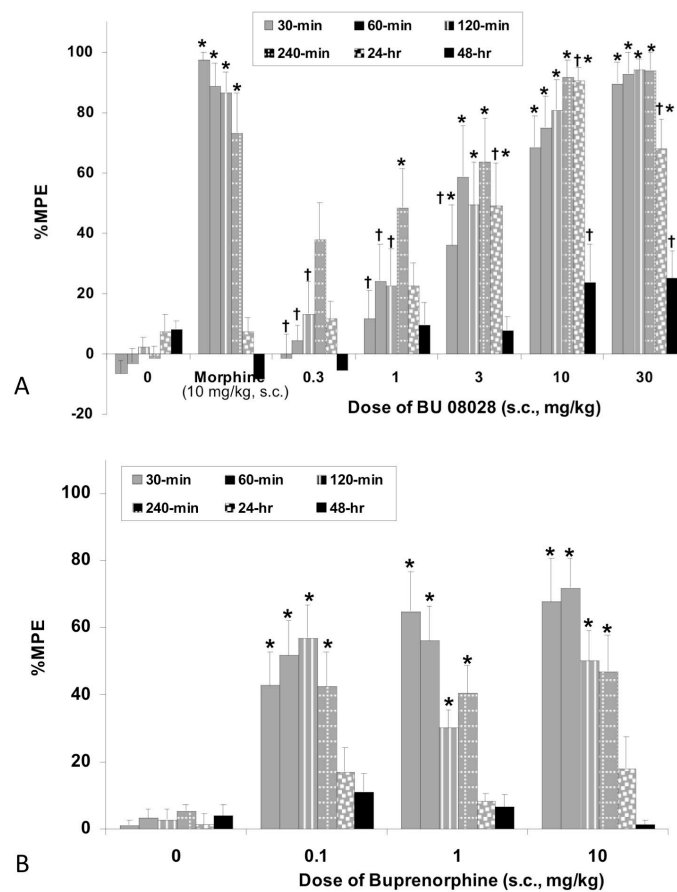 30-min 60-min 120-min
240-min 24-hr 48-hr
100
80
60
40
20
0
-20
%MPE
* * * *
† † †
† † † *
†* * * * †*
* * * * †* †
* * * * †* †
0 Morphine 0.3 1 3 10 30
(10 mg/kg, s.c.)
Dose of BU 08028 (s.c., mg/kg)
A
30-min 60-min 120-min
240-min 24-hr 48-hr
100
80
60
40
20
0
%MPE
* * * *
* * * *
* * * *
0 0.1 1 10
Dose of Buprenorphine (s.c., mg/kg)
B